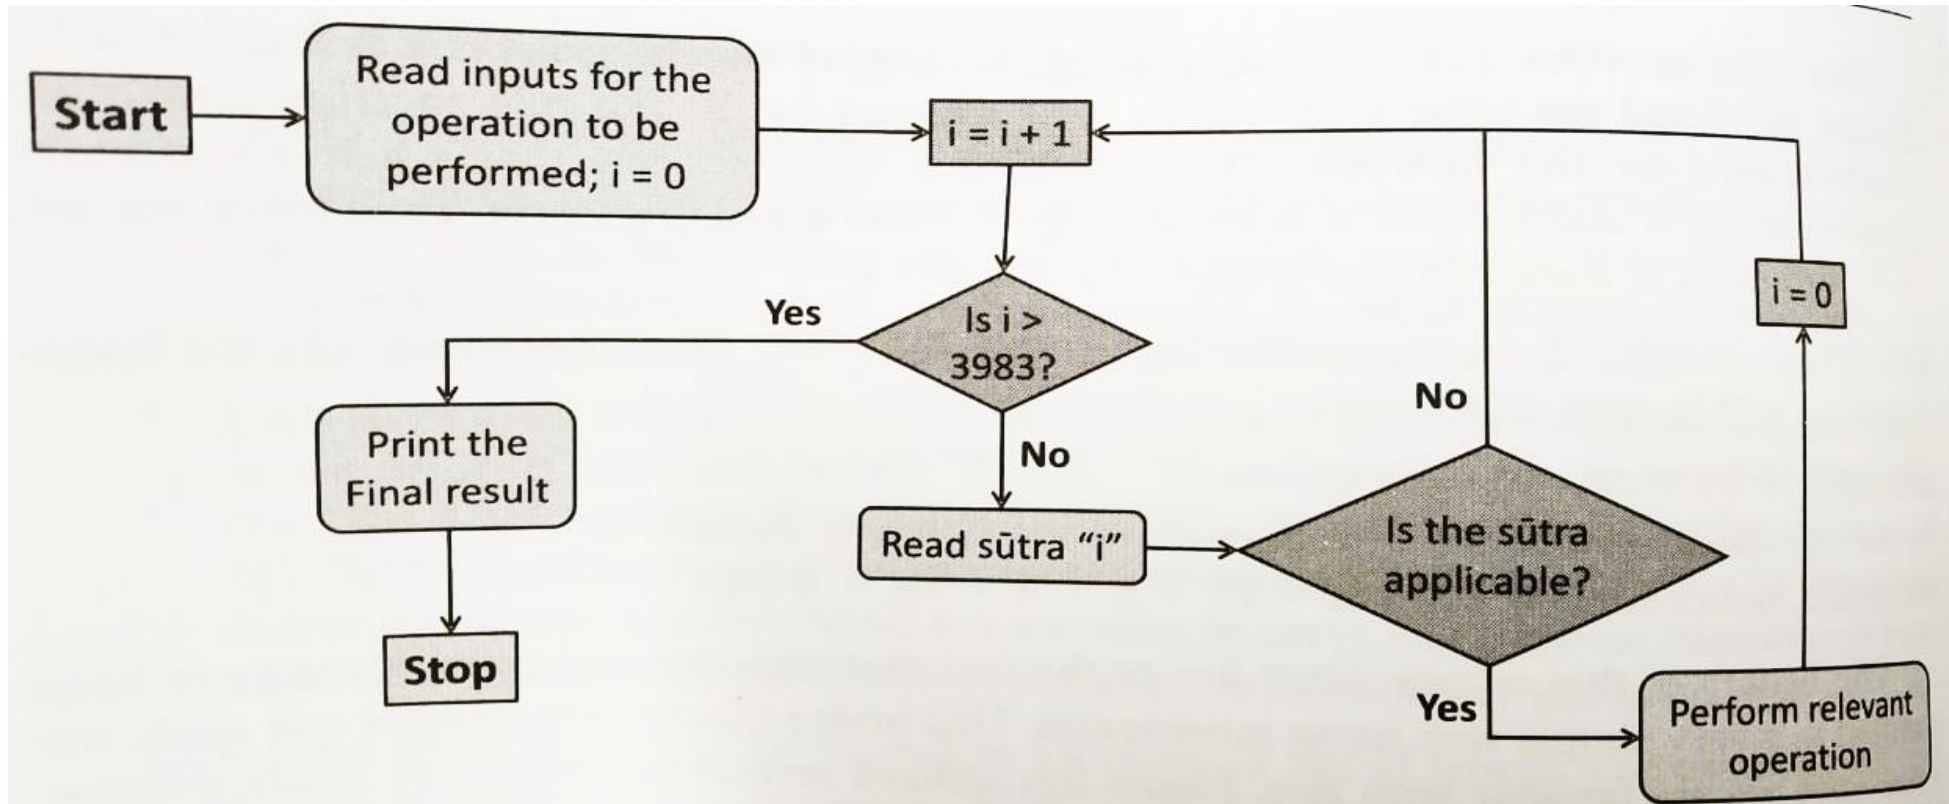 Start
Read inputs for the
operation to be
performed; i = 0
i = i + 1
Is i >
3983?
Yes
Print the
Final result
Stop
No
Read sūtra “i”
Is the sūtra
applicable?
No
i = 0
Yes
Perform relevant
operation